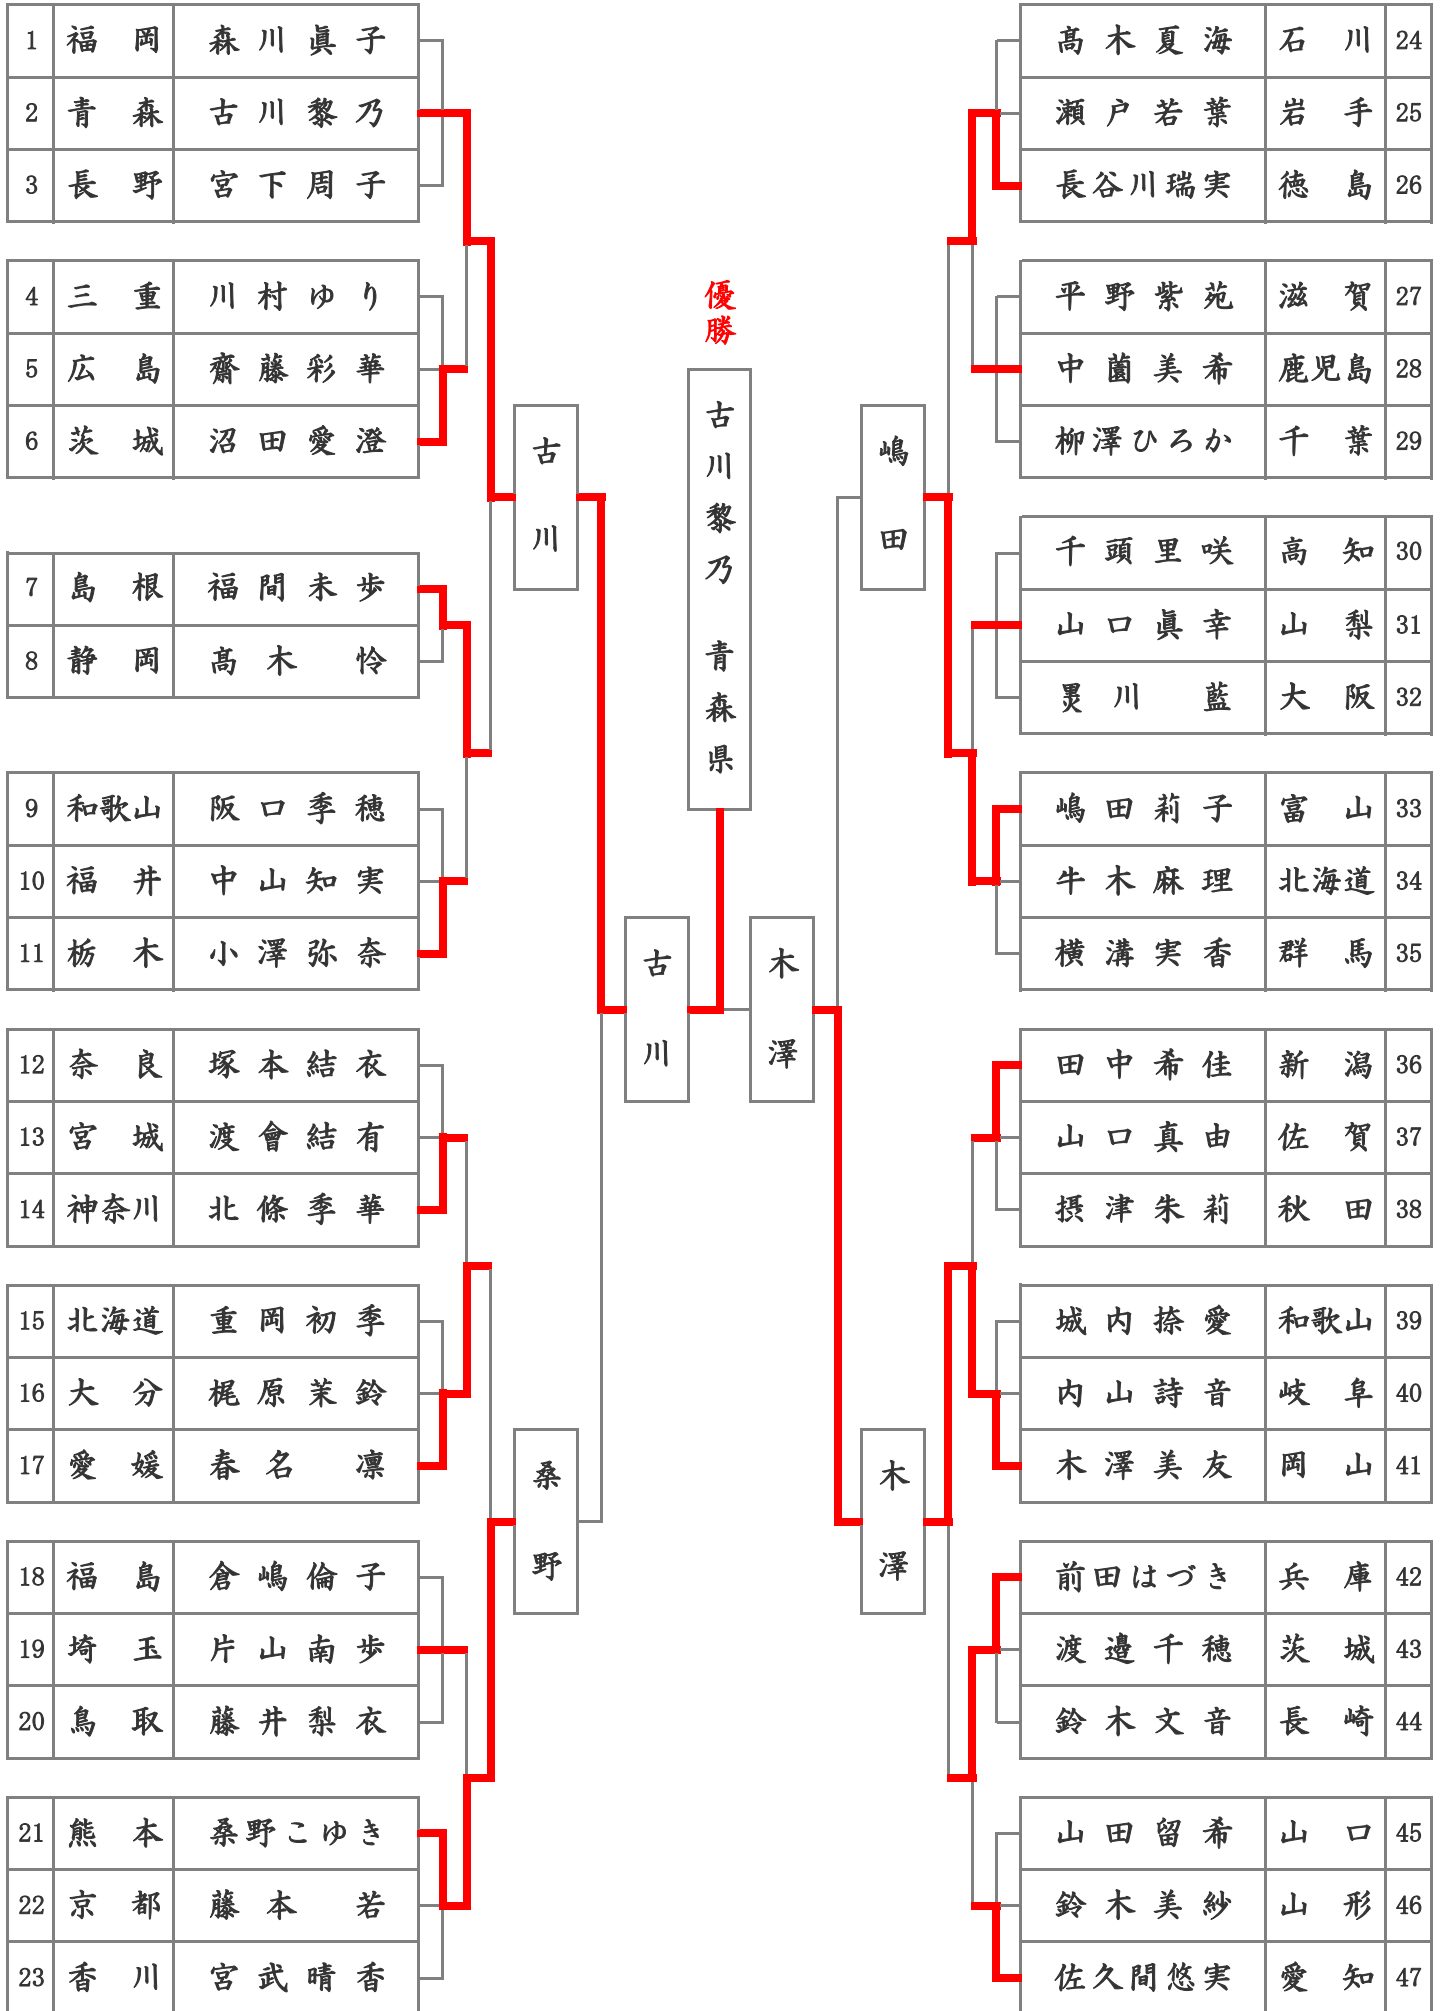 1 福岡 森川眞子
2 青森 古川黎乃
3 長野 宮下周子
4 三重 川村ゆり
5 広島 齋藤彩華
6 茨城 沼田愛澄
7 島根 福間未歩
8 静岡 髙木怜
9 和歌山 阪口季穂
10 福井 中山知実
11 栃木 小澤弥奈
12 奈良 塚本結衣
13 宮城 渡會結有
14 神奈川 北條季華
15 北海道 重岡初季
16 大分 梶原茉鈴
17 愛媛 春名凛
18 福島 倉嶋倫子
19 埼玉 片山南歩
20 鳥取 藤井梨衣
21 熊本 桑野こゆき
22 京都 藤本若
23 香川 宮武晴香
古川
桑野
古川
優勝
古川黎乃 青森県
木澤
嶋田
木澤
髙木夏海 石川 24
瀬戸若葉 岩手 25
長谷川瑞実 徳島 26
平野紫苑 滋賀 27
中薗美希 鹿児島 28
柳澤ひろか 千葉 29
千頭里咲 高知 30
山口眞幸 山梨 31
川藍 大阪 32
嶋田莉子 富山 33
牛木麻理 北海道 34
横溝実香 群馬 35
田中希佳 新潟 36
山口真由 佐賀 37
摂津朱莉 秋田 38
城内捺愛 和歌山 39
内山詩音 岐阜 40
木澤美友 岡山 41
前田はづき 兵庫 42
渡邉千穂 茨城 43
鈴木文音 長崎 44
山田留希 山口 45
鈴木美紗 山形 46
佐久間悠実 愛知 47